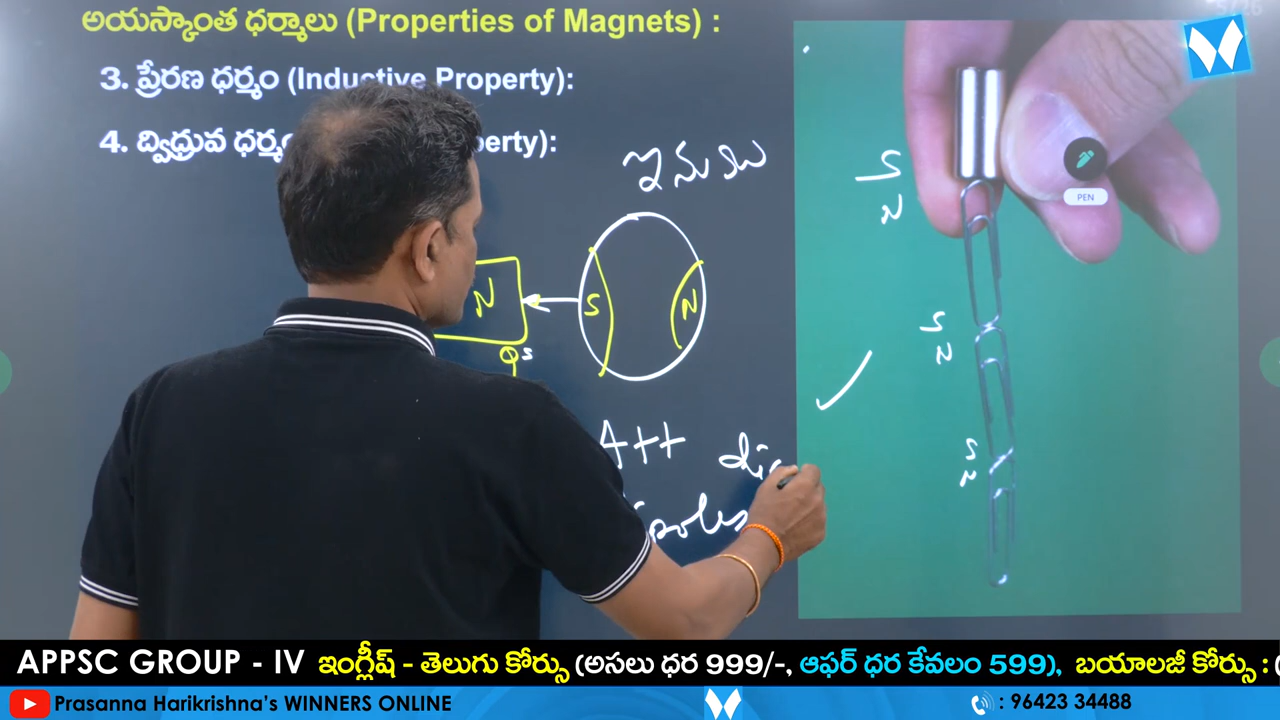 అయస్కాంత ధర్మాలు (Properties of Magnets) :
3. ప్రేరణ ధర్మం (Inductive Property):
4. ద్విధ్రువ ధర్మం perty):
ఇనుము
S
N
PEN
N
S
S
N
S
N
S
N
Att
poles
APPSC GROUP - IV ఇంగ్లీష్ - తెలుగు కోర్సు (అసలు ధర 999/-, ఆఫర్ ధర కేవలం 599), బయాలజీ కోర్సు : (
Prasanna Harikrishna's WINNERS ONLINE
: 96423 34488